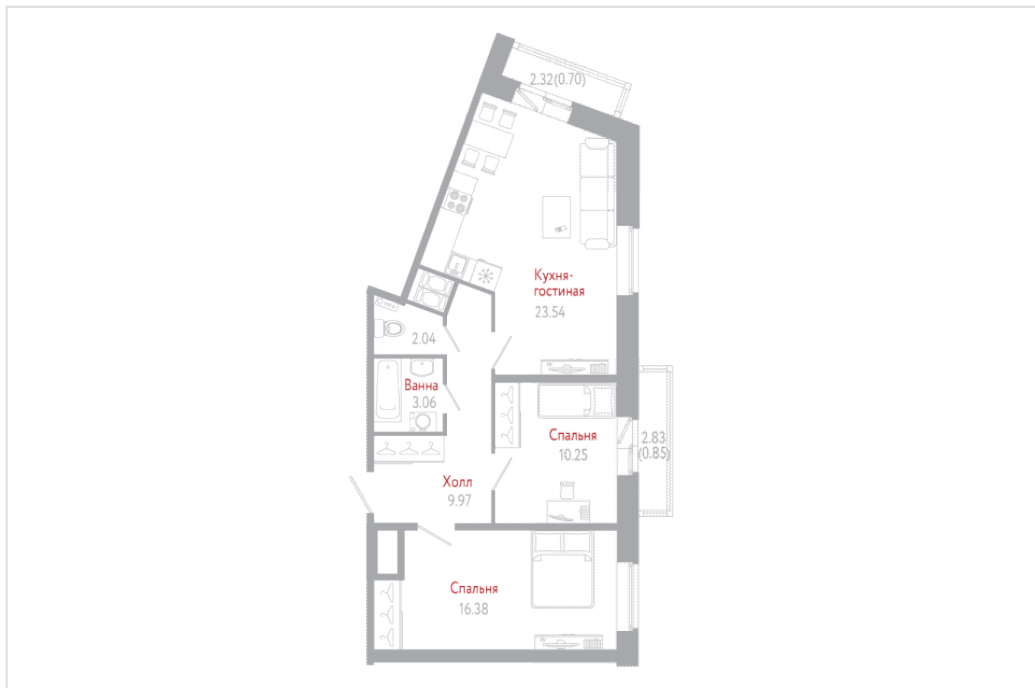 2.32(0.70)
Кухня-
гостиная
23.54
2.04
Ванна
3.06
Спальня
10.25
2.83
(0.85)
Холл
9.97
Спальня
16.38